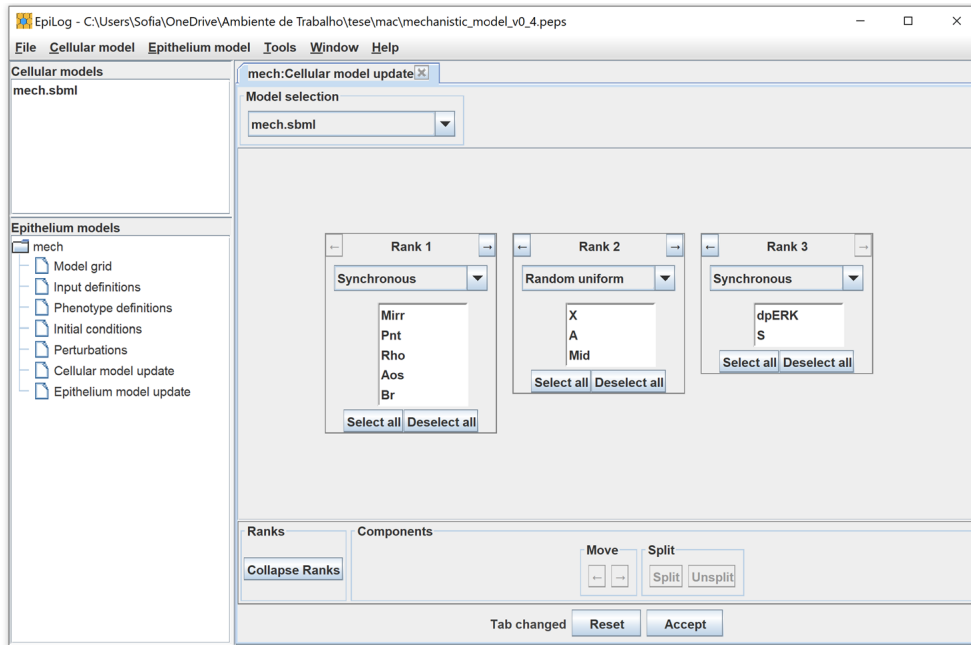 EpiLog - C:\Users\Sofia\OneDrive\Ambiente de Trabalho\tese\mac\mechanistic_model_v0_4.peps
File Cellular model Epithelium model Tools Window Help
Cellular models
mech.sbml
Epithelium models
mech
Model grid
Input definitions
Phenotype definitions
Initial conditions
Perturbations
Cellular model update
Epithelium model update
mech:Cellular model update
Model selection
mech.sbml
← Rank 1 →
Synchronous
Mirr
Pnt
Rho
Aos
Br
Select all Deselect all
← Rank 2 →
Random uniform
X
A
Mid
Select all Deselect all
← Rank 3 →
Synchronous
dpERK
S
Select all Deselect all
Ranks
Collapse Ranks
Components
Move
← →
Split
Split Unsplit
Tab changed Reset Accept